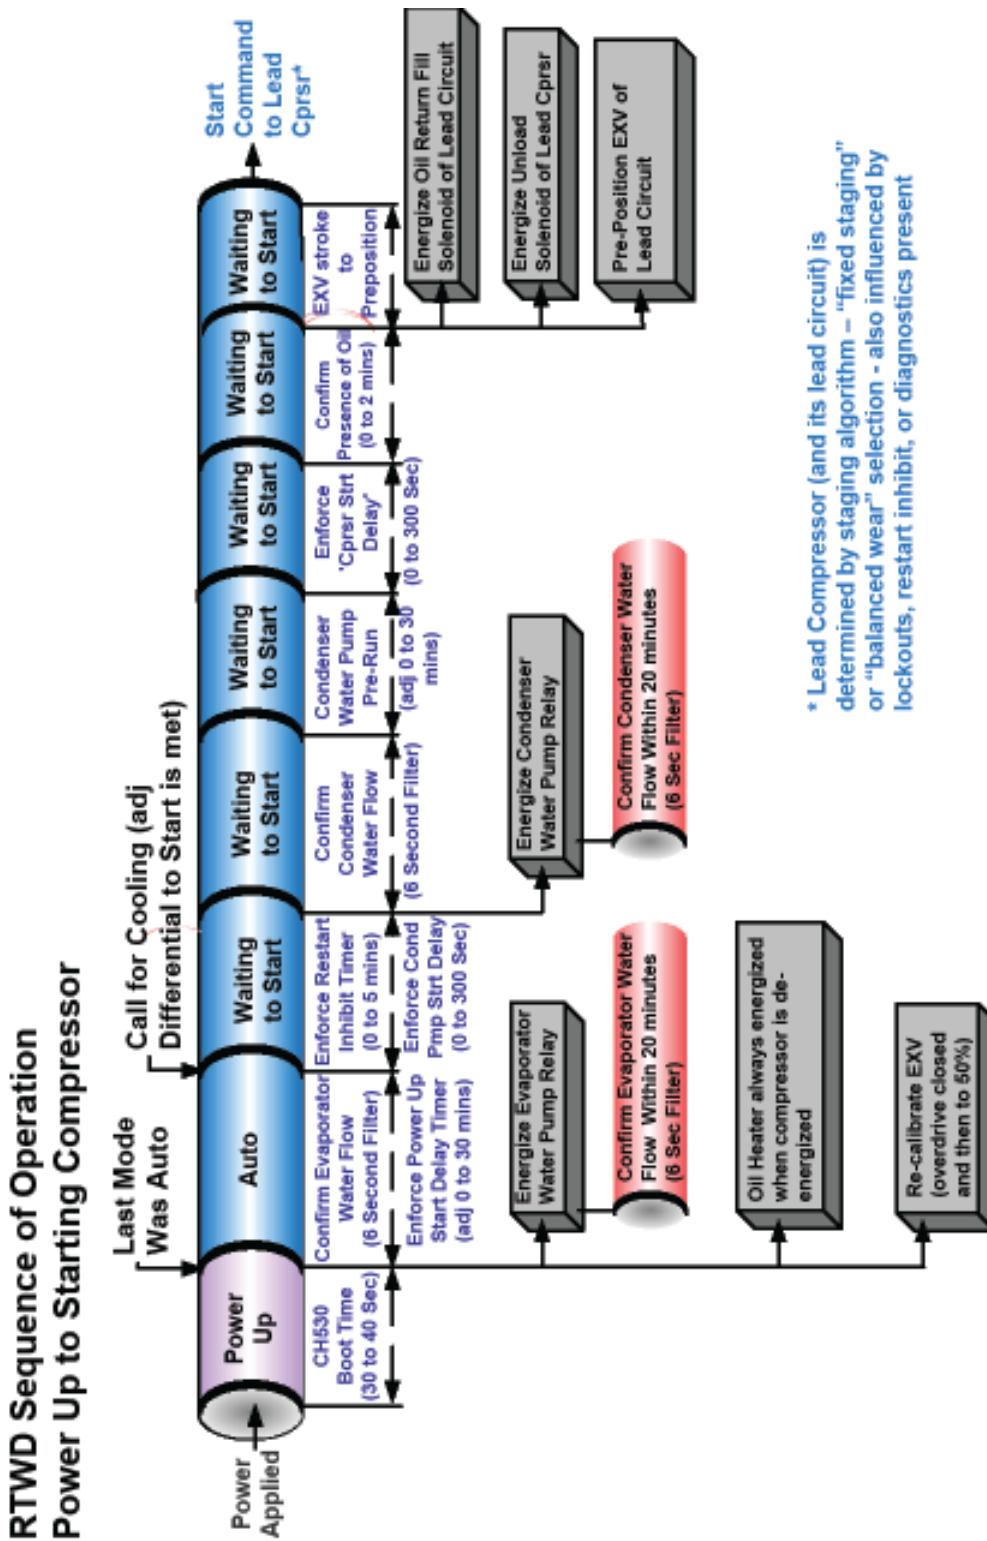 RTWD Sequence of Operation
Power Up to Starting Compressor
Last Mode
Was Auto
Call for Cooling (adj
Differential to Start is met)
Power
Applied
Power
Up
Auto
Waiting
to Start
Waiting
to Start
Waiting
to Start
Waiting
to Start
Waiting
to Start
Waiting
to Start
Start
Command
to Lead
Cprsr*
CH530
Boot Time
(30 to 40 Sec)
Confirm Evaporator
Water Flow
(6 Second Filter)
Enforce Power Up
Start Delay Timer
(adj 0 to 30 mins)
Enforce Restart
Inhibit Timer
(0 to 5 mins)
Enforce Cond
Pmp Strt Delay
(0 to 300 Sec)
Confirm
Condenser
Water Flow
(6 Second Filter)
Condenser
Water Pump
Pre-Run
(adj 0 to 30
mins)
Enforce
'Cprsr Strt
Delay'
(0 to 300 Sec)
Confirm
Presence of Oil
(0 to 2 mins)
EXV stroke
to
Preposition
Energize Evaporator
Water Pump Relay
Confirm Evaporator Water
Flow Within 20 minutes
(6 Sec Filter)
Oil Heater always energized
when compressor is de-
energized
Re-calibrate EXV
(overdrive closed
and then to 50%)
Energize Condenser
Water Pump Relay
Confirm Condenser Water
Flow Within 20 minutes
(6 Sec Filter)
Energize Oil Return Fill
Solenoid of Lead Circuit
Energize Unload
Solenoid of Lead Cprsr
Pre-Position EXV of
Lead Circuit
* Lead Compressor (and its lead circuit) is
determined by staging algorithm – "fixed staging"
or "balanced wear" selection - also influenced by
lockouts, restart inhibit, or diagnostics present